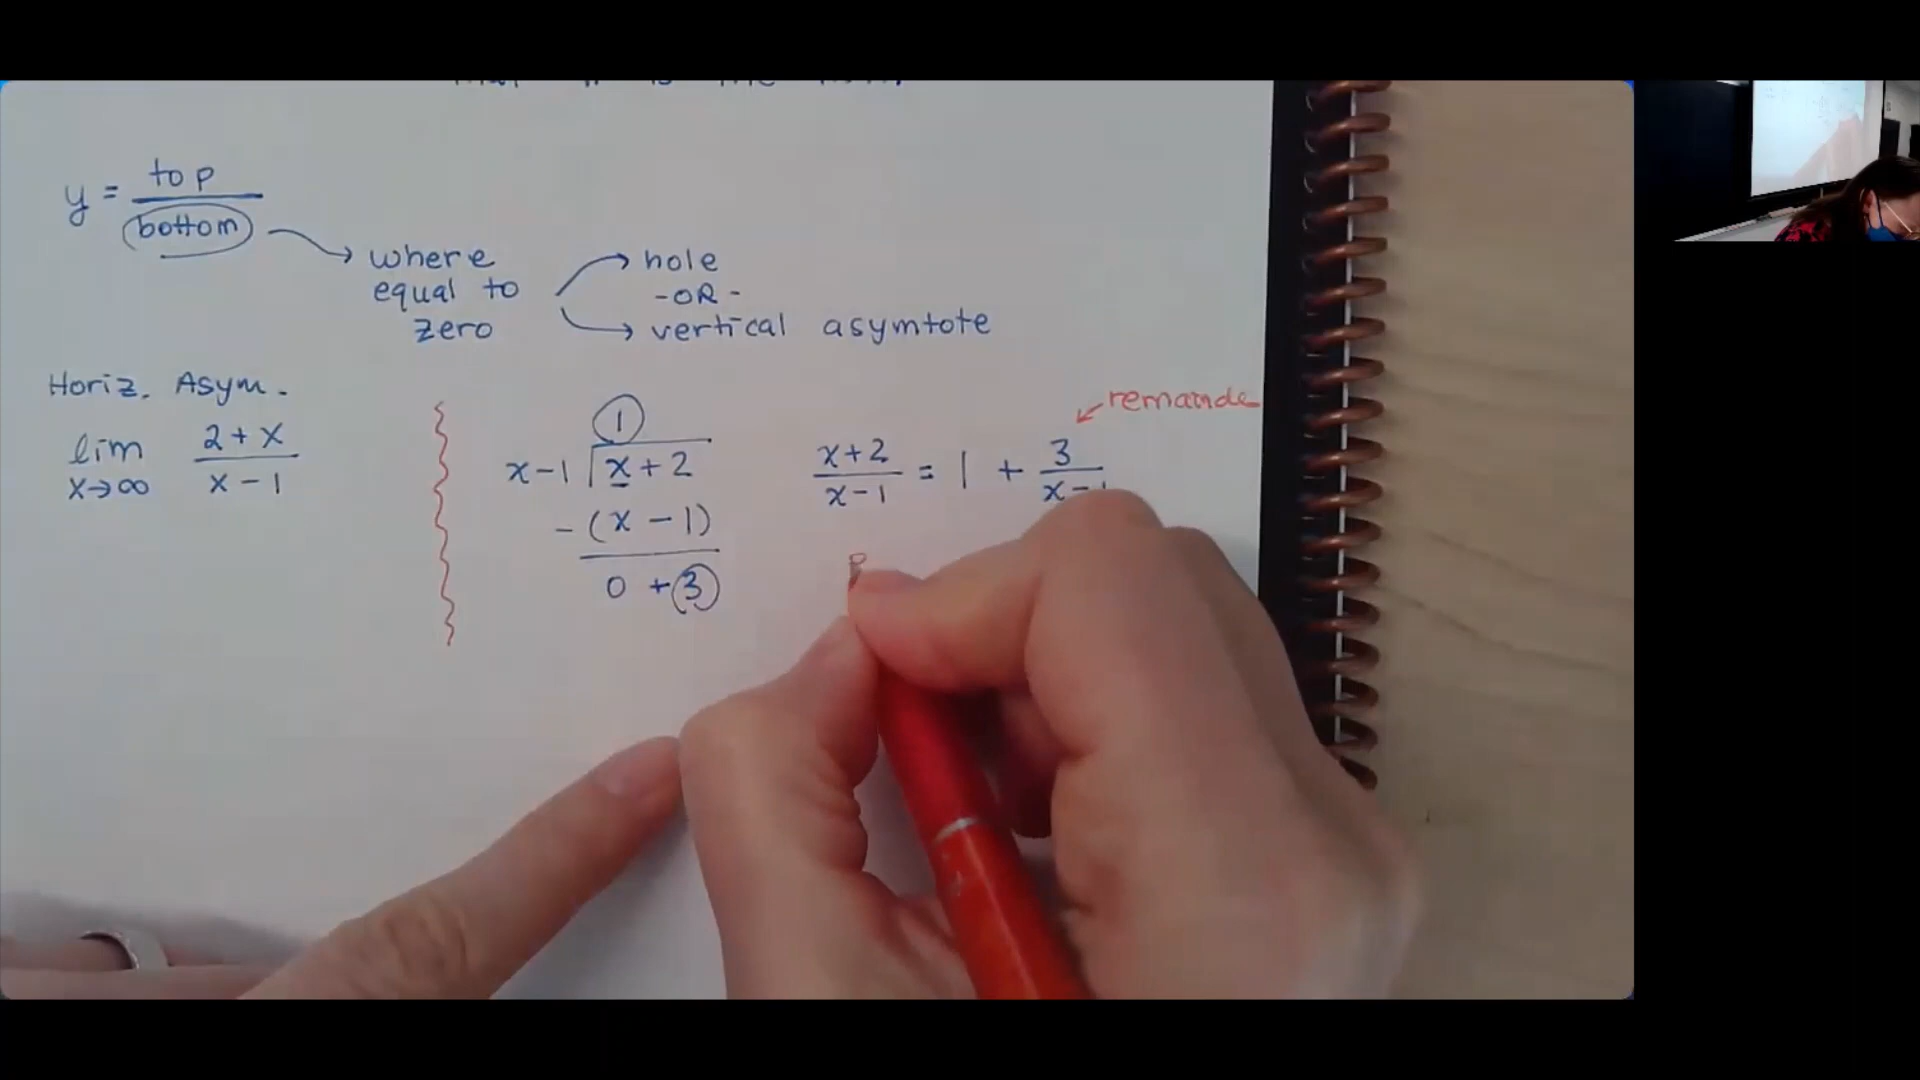 y = top
bottom
where
equal to
zero
hole
-OR-
vertical asymtote
Horiz. Asym.
lim 2+x
x→∞ x-1
1
x-1 x+2
-(x-1)
0 +3
remainde
x+2 = 1 + 3
x-1 x-1